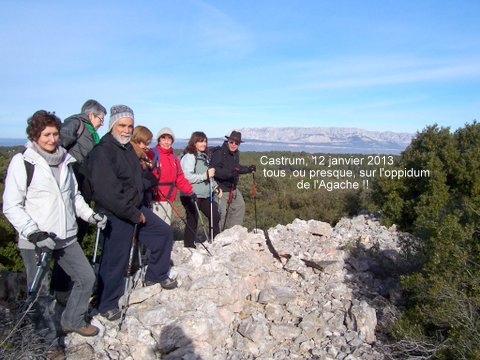 Castrum, 12 janvier 2013
tous ou presque, sur l'oppidum
de l'Agache !!